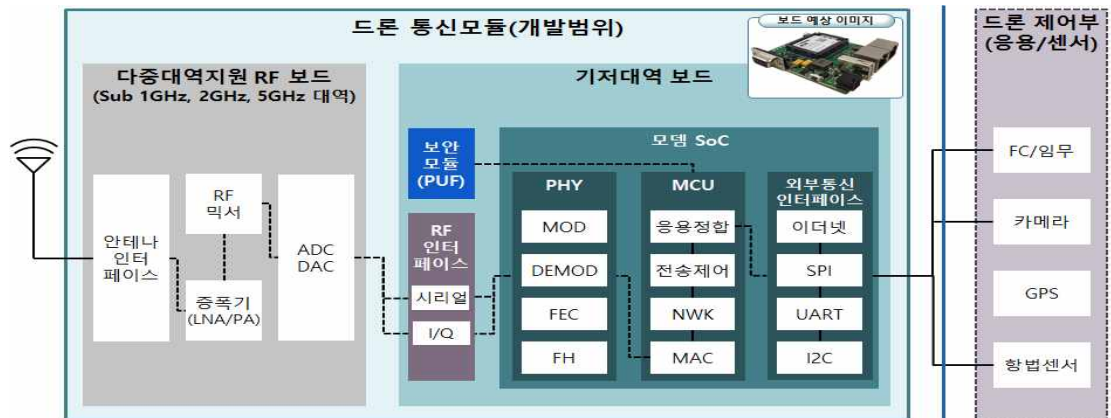 드론 통신모듈(개발범위)
보드 예상 이미지
드론 제어부
(응용/센서)
다중대역지원 RF 보드
(Sub 1GHz, 2GHz, 5GHz 대역)
기저대역 보드
안테나
인터
페이스
RF
믹서
증폭기
(LNA/PA)
ADC
DAC
보안
모듈
(PUF)
RF
인터
페이스
시리얼
I/Q
모뎀 SoC
PHY
MOD
DEMOD
FEC
FH
MCU
응용정합
전송제어
NWK
MAC
외부통신
인터페이스
이더넷
SPI
UART
I2C
FC/임무
카메라
GPS
항법센서